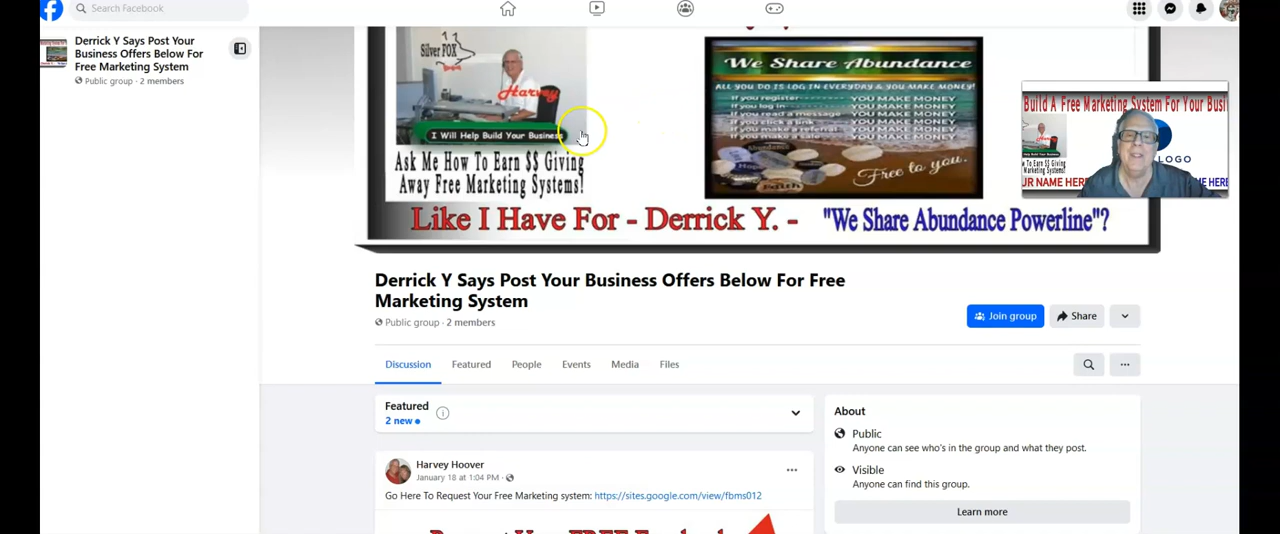 Search Facebook
Derrick Y Says Post Your
Business Offers Below For
Free Marketing System
Public group · 2 members
Silver FOX
Harvey
I Will Help Build Your Business
Ask Me How To Earn $$ Giving
Away Free Marketing Systems!
We Share Abundance
ALL YOU DO IS LOG IN EVERYDAY & YOU MAKE MONEY!
If you register YOU MAKE MONEY
If you log in YOU MAKE MONEY
If you read a message YOU MAKE MONEY
If you click a link YOU MAKE MONEY
If you make a referral YOU MAKE MONEY
If you make a sale YOU MAKE MONEY
Free to you.
Like I Have For - Derrick Y. - "We Share Abundance Powerline"?
Build A Free Marketing System For Your Busi
LOGO
UR NAME HERE
HERE
Derrick Y Says Post Your Business Offers Below For Free
Marketing System
Public group · 2 members
Join group
Share
Discussion
Featured
People
Events
Media
Files
Featured
2 new
Harvey Hoover
January 18 at 1:04 PM ·
Go Here To Request Your Free Marketing system: https://sites.google.com/view/fbms012
About
Public
Anyone can see who's in the group and what they post.
Visible
Anyone can find this group.
Learn more